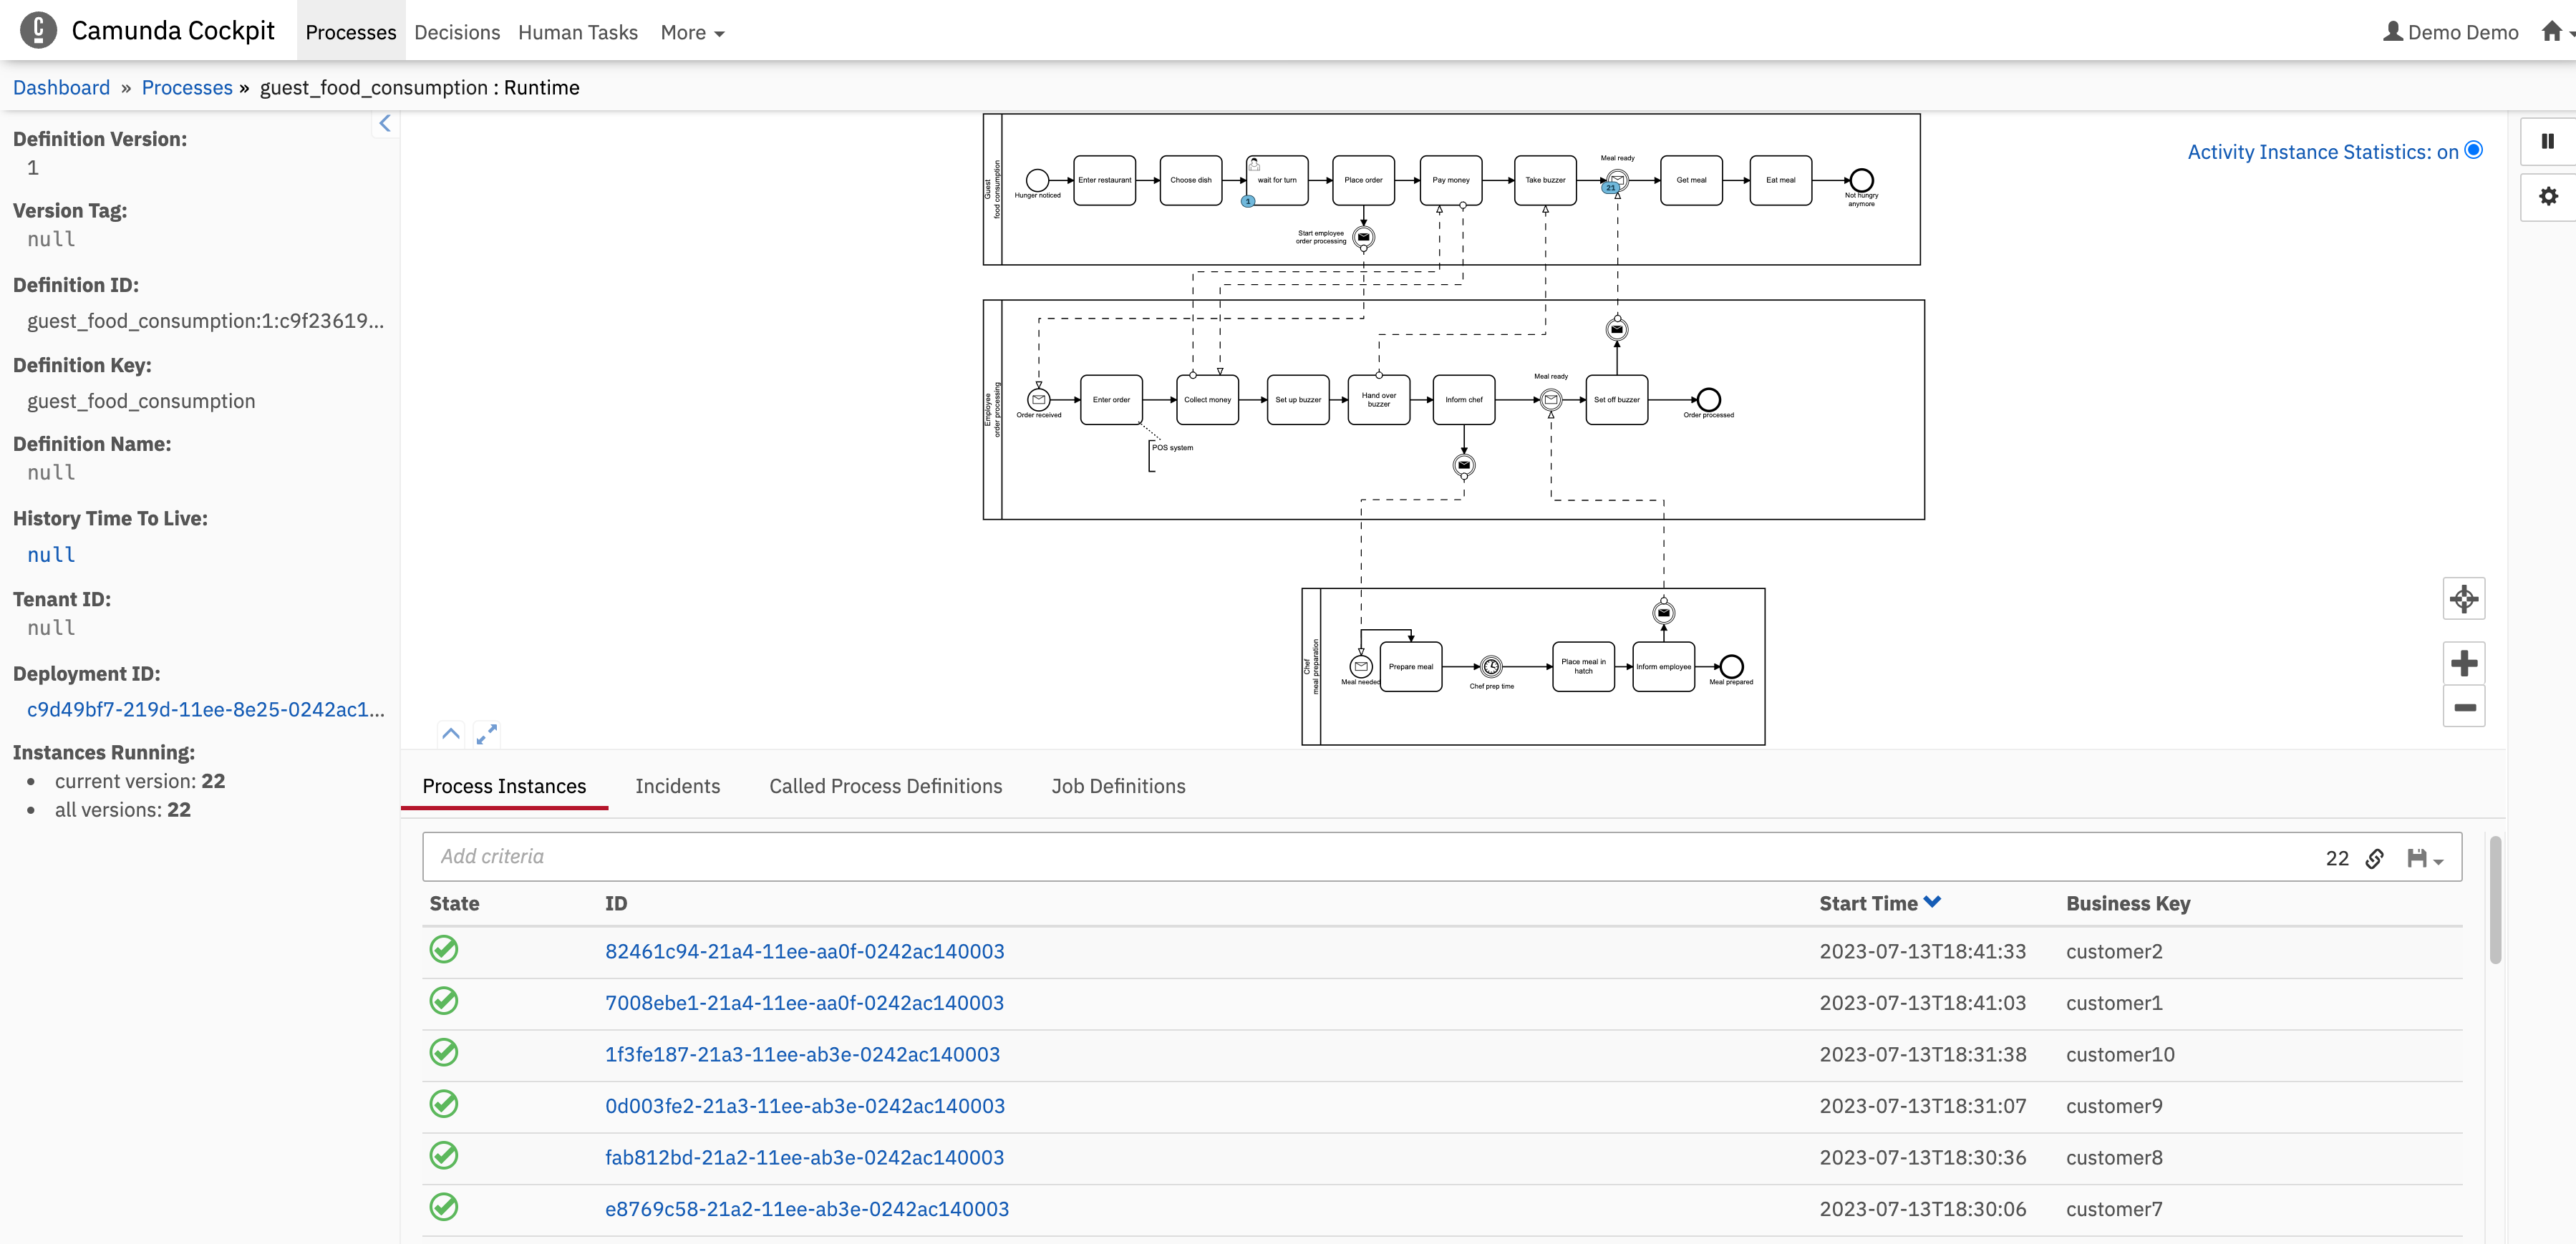 Camunda Cockpit
Processes
Decisions
Human Tasks
More
Demo Demo
Dashboard » Processes » guest_food_consumption : Runtime
Definition Version:
1
Version Tag:
null
Definition ID:
guest_food_consumption:1:c9f23619...
Definition Key:
guest_food_consumption
Definition Name:
null
History Time To Live:
null
Tenant ID:
null
Deployment ID:
c9d49bf7-219d-11ee-8e25-0242ac1...
Instances Running:
current version: 22
all versions: 22
Activity Instance Statistics: on
Guest
food consumption
Hunger noticed
Enter restaurant
Choose dish
wait for turn
1
Place order
Pay money
Take buzzer
Meal ready
21
Get meal
Eat meal
Not hungry
anymore
Start employee
order processing
Employee
order processing
Order received
Enter order
Collect money
Set up buzzer
Hand over
buzzer
Inform chef
Meal ready
Set off buzzer
Order processed
POS system
Chef
meal preparation
Meal needed
Prepare meal
Chef prep time
Place meal in
hatch
Inform employee
Meal prepared
Process Instances
Incidents
Called Process Definitions
Job Definitions
Add criteria
22
State ID Start Time Business Key
82461c94-21a4-11ee-aa0f-0242ac140003 2023-07-13T18:41:33 customer2
7008ebe1-21a4-11ee-aa0f-0242ac140003 2023-07-13T18:41:03 customer1
1f3fe187-21a3-11ee-ab3e-0242ac140003 2023-07-13T18:31:38 customer10
0d003fe2-21a3-11ee-ab3e-0242ac140003 2023-07-13T18:31:07 customer9
fab812bd-21a2-11ee-ab3e-0242ac140003 2023-07-13T18:30:36 customer8
e8769c58-21a2-11ee-ab3e-0242ac140003 2023-07-13T18:30:06 customer7